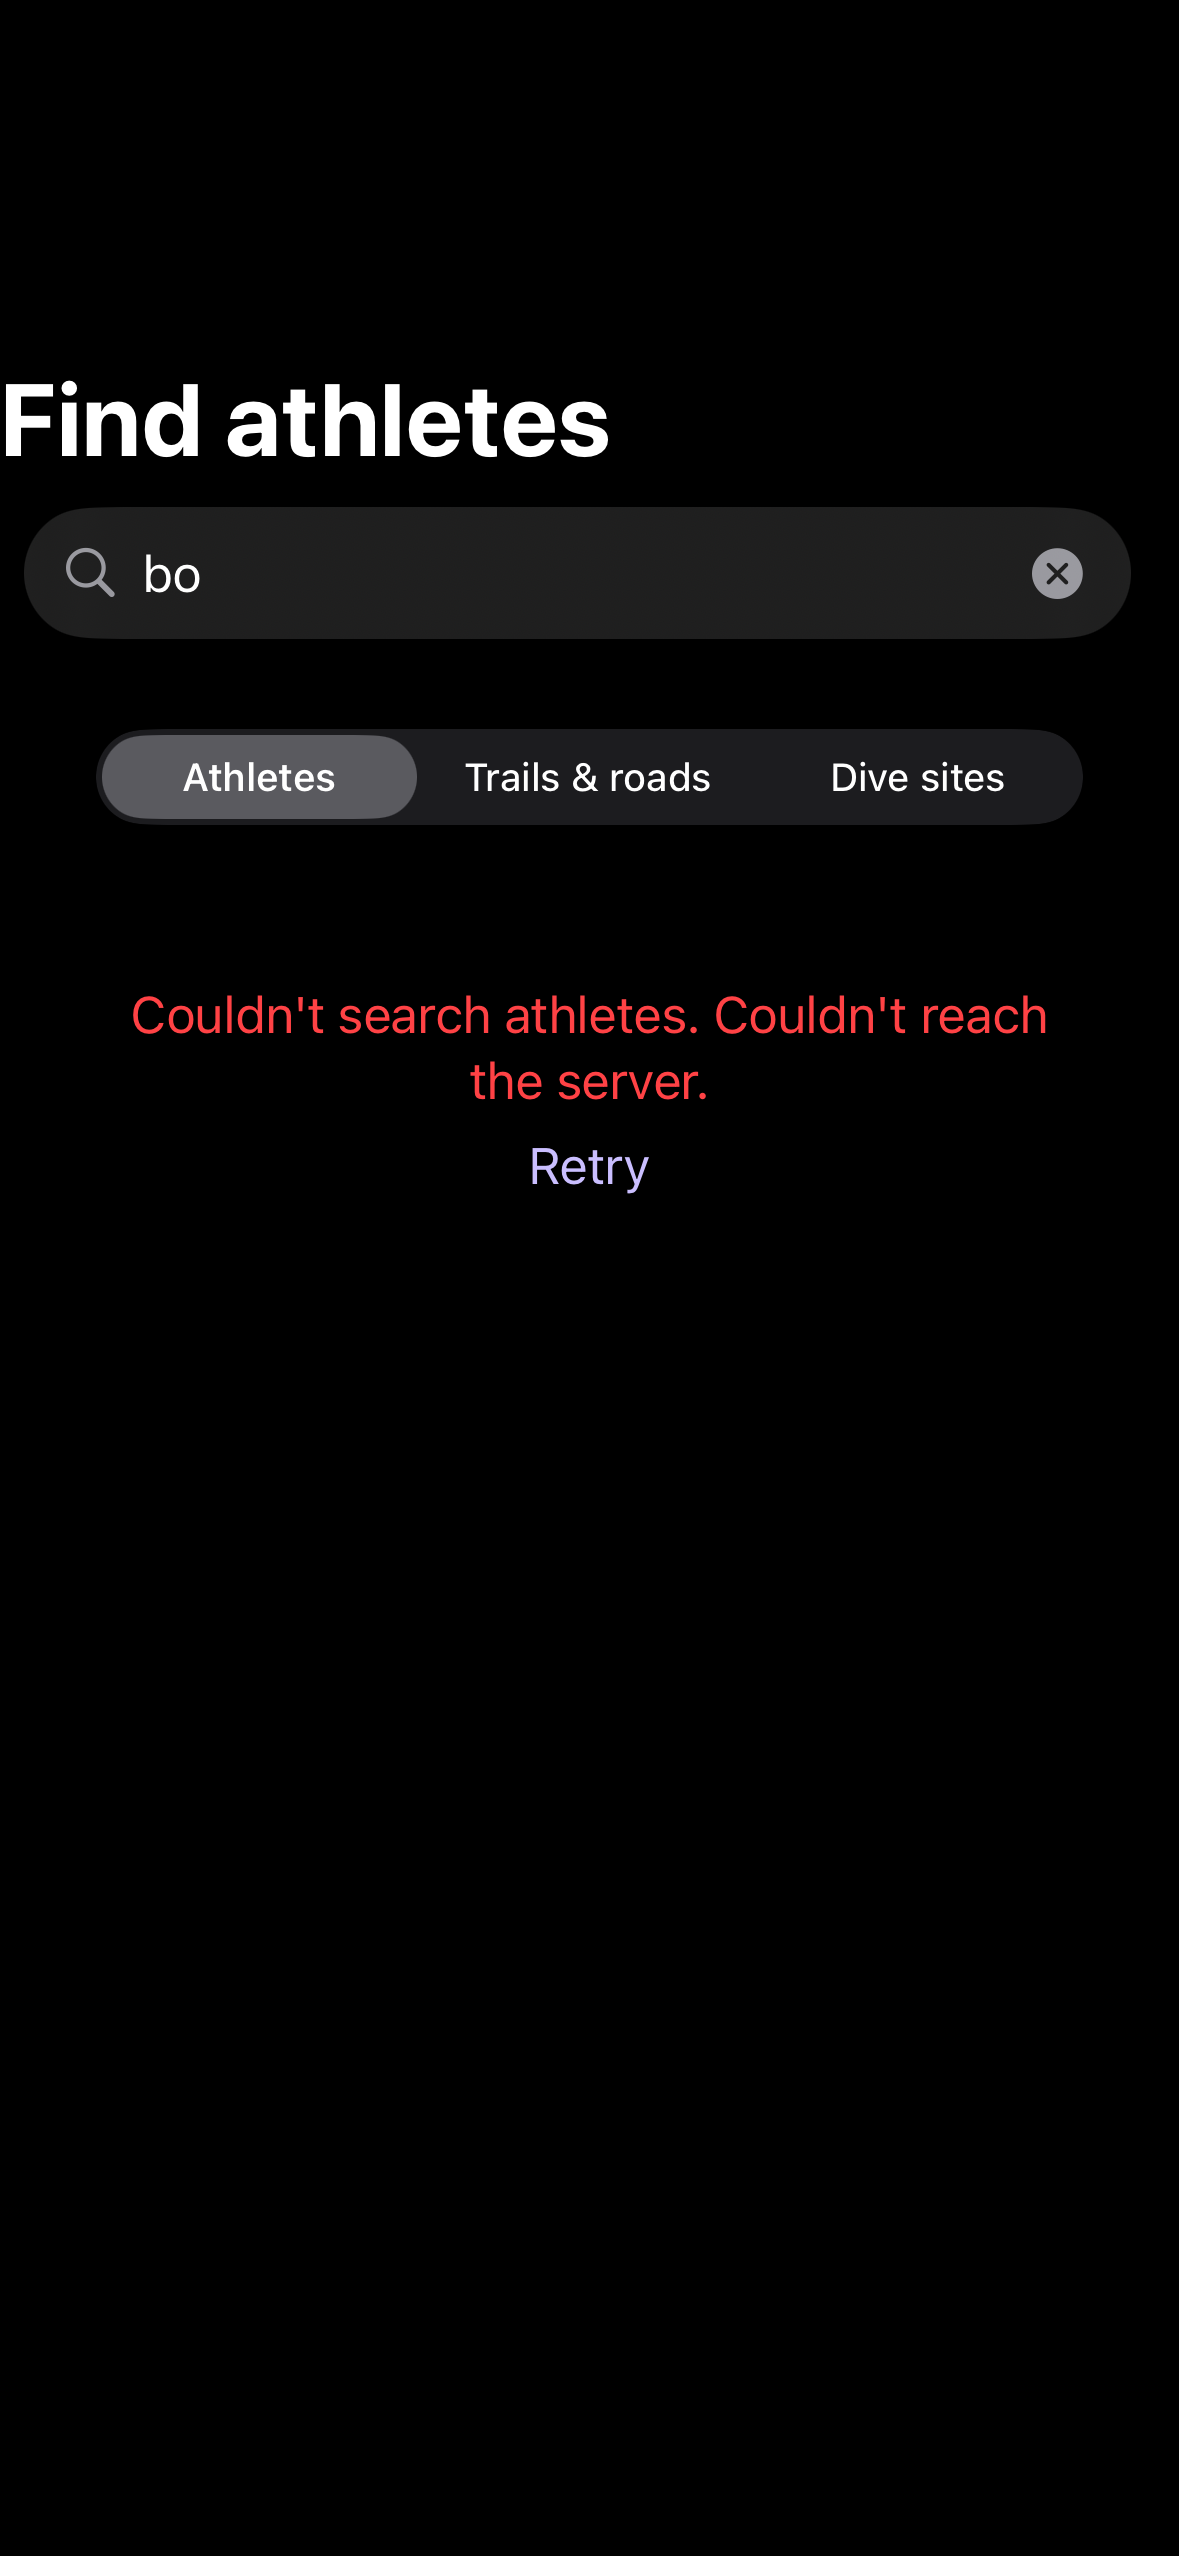 Find athletes
bo
Athletes
Trails & roads
Dive sites
Couldn't search athletes. Couldn't reach
the server.
Retry